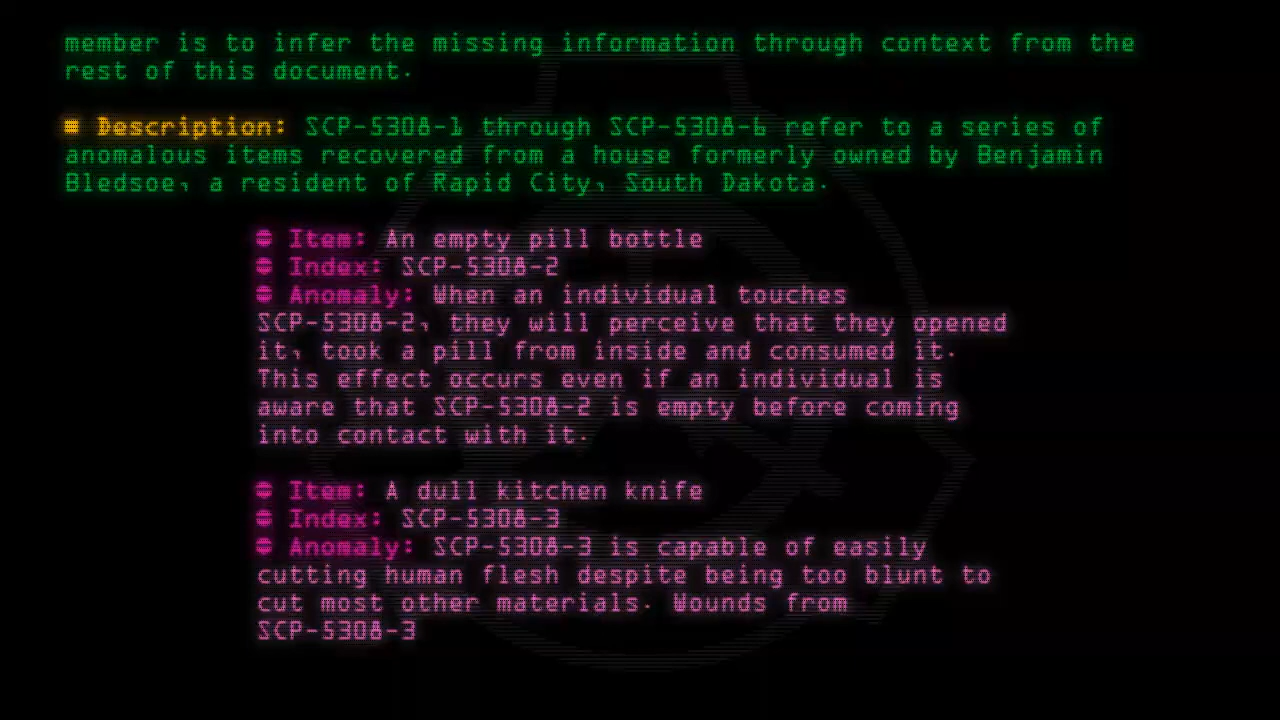 member is to infer the missing information through context from the
rest of this document.
■ Description: SCP-5308-1 through SCP-5308-6 refer to a series of
anomalous items recovered from a house formerly owned by Benjamin
Bledsoe, a resident of Rapid City, South Dakota.
● Item: An empty pill bottle
● Index: SCP-5308-2
● Anomaly: When an individual touches
SCP-5308-2, they will perceive that they opened
it, took a pill from inside and consumed it.
This effect occurs even if an individual is
aware that SCP-5308-2 is empty before coming
into contact with it.
● Item: A dull kitchen knife
● Index: SCP-5308-3
● Anomaly: SCP-5308-3 is capable of easily
cutting human flesh despite being too blunt to
cut most other materials. Wounds from
SCP-5308-3